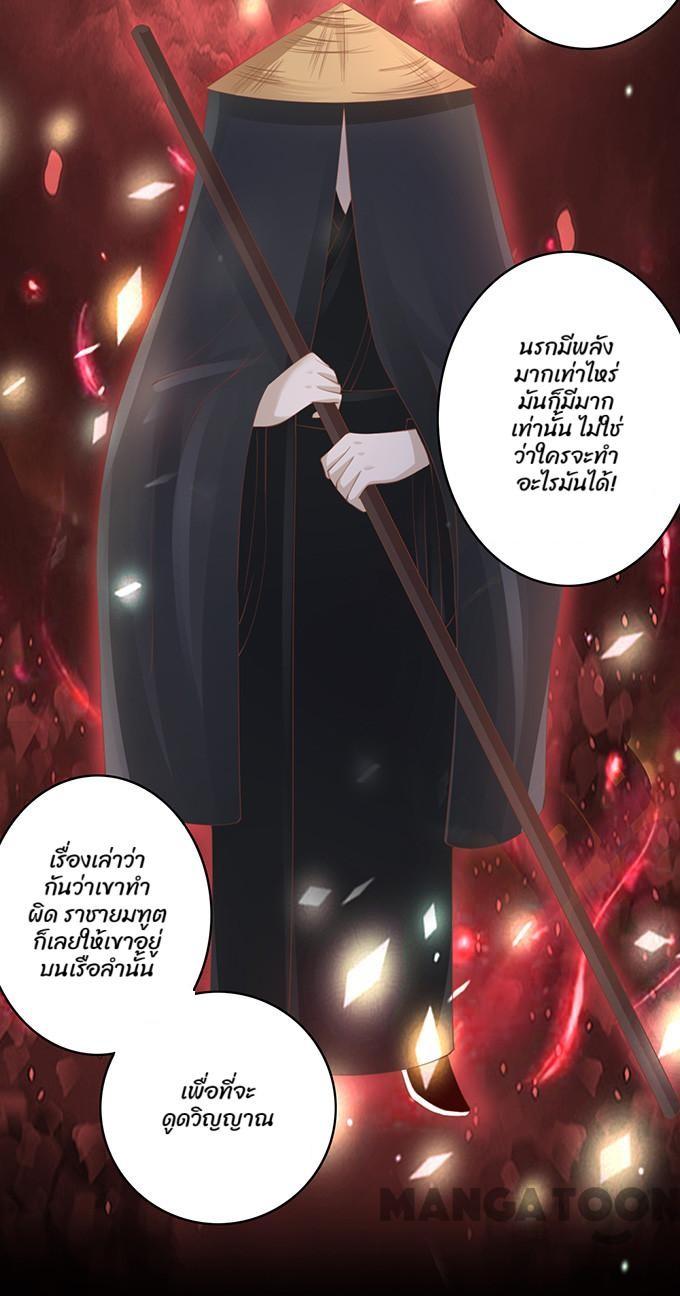 นรกมีพลัง
มากเท่าไหร่
มันก็มีมาก
เท่านั้น ไม่ใช่
ว่าใครจะทำ
อะไรมันได้!
เรื่องเล่าว่า
กันว่าเขาทำ
ผิด ราชายมทูต
ก็เลยให้เขาอยู่
บนเรือลำนั้น
เพื่อที่จะ
ดูดวิญญาณ
MANGATOON